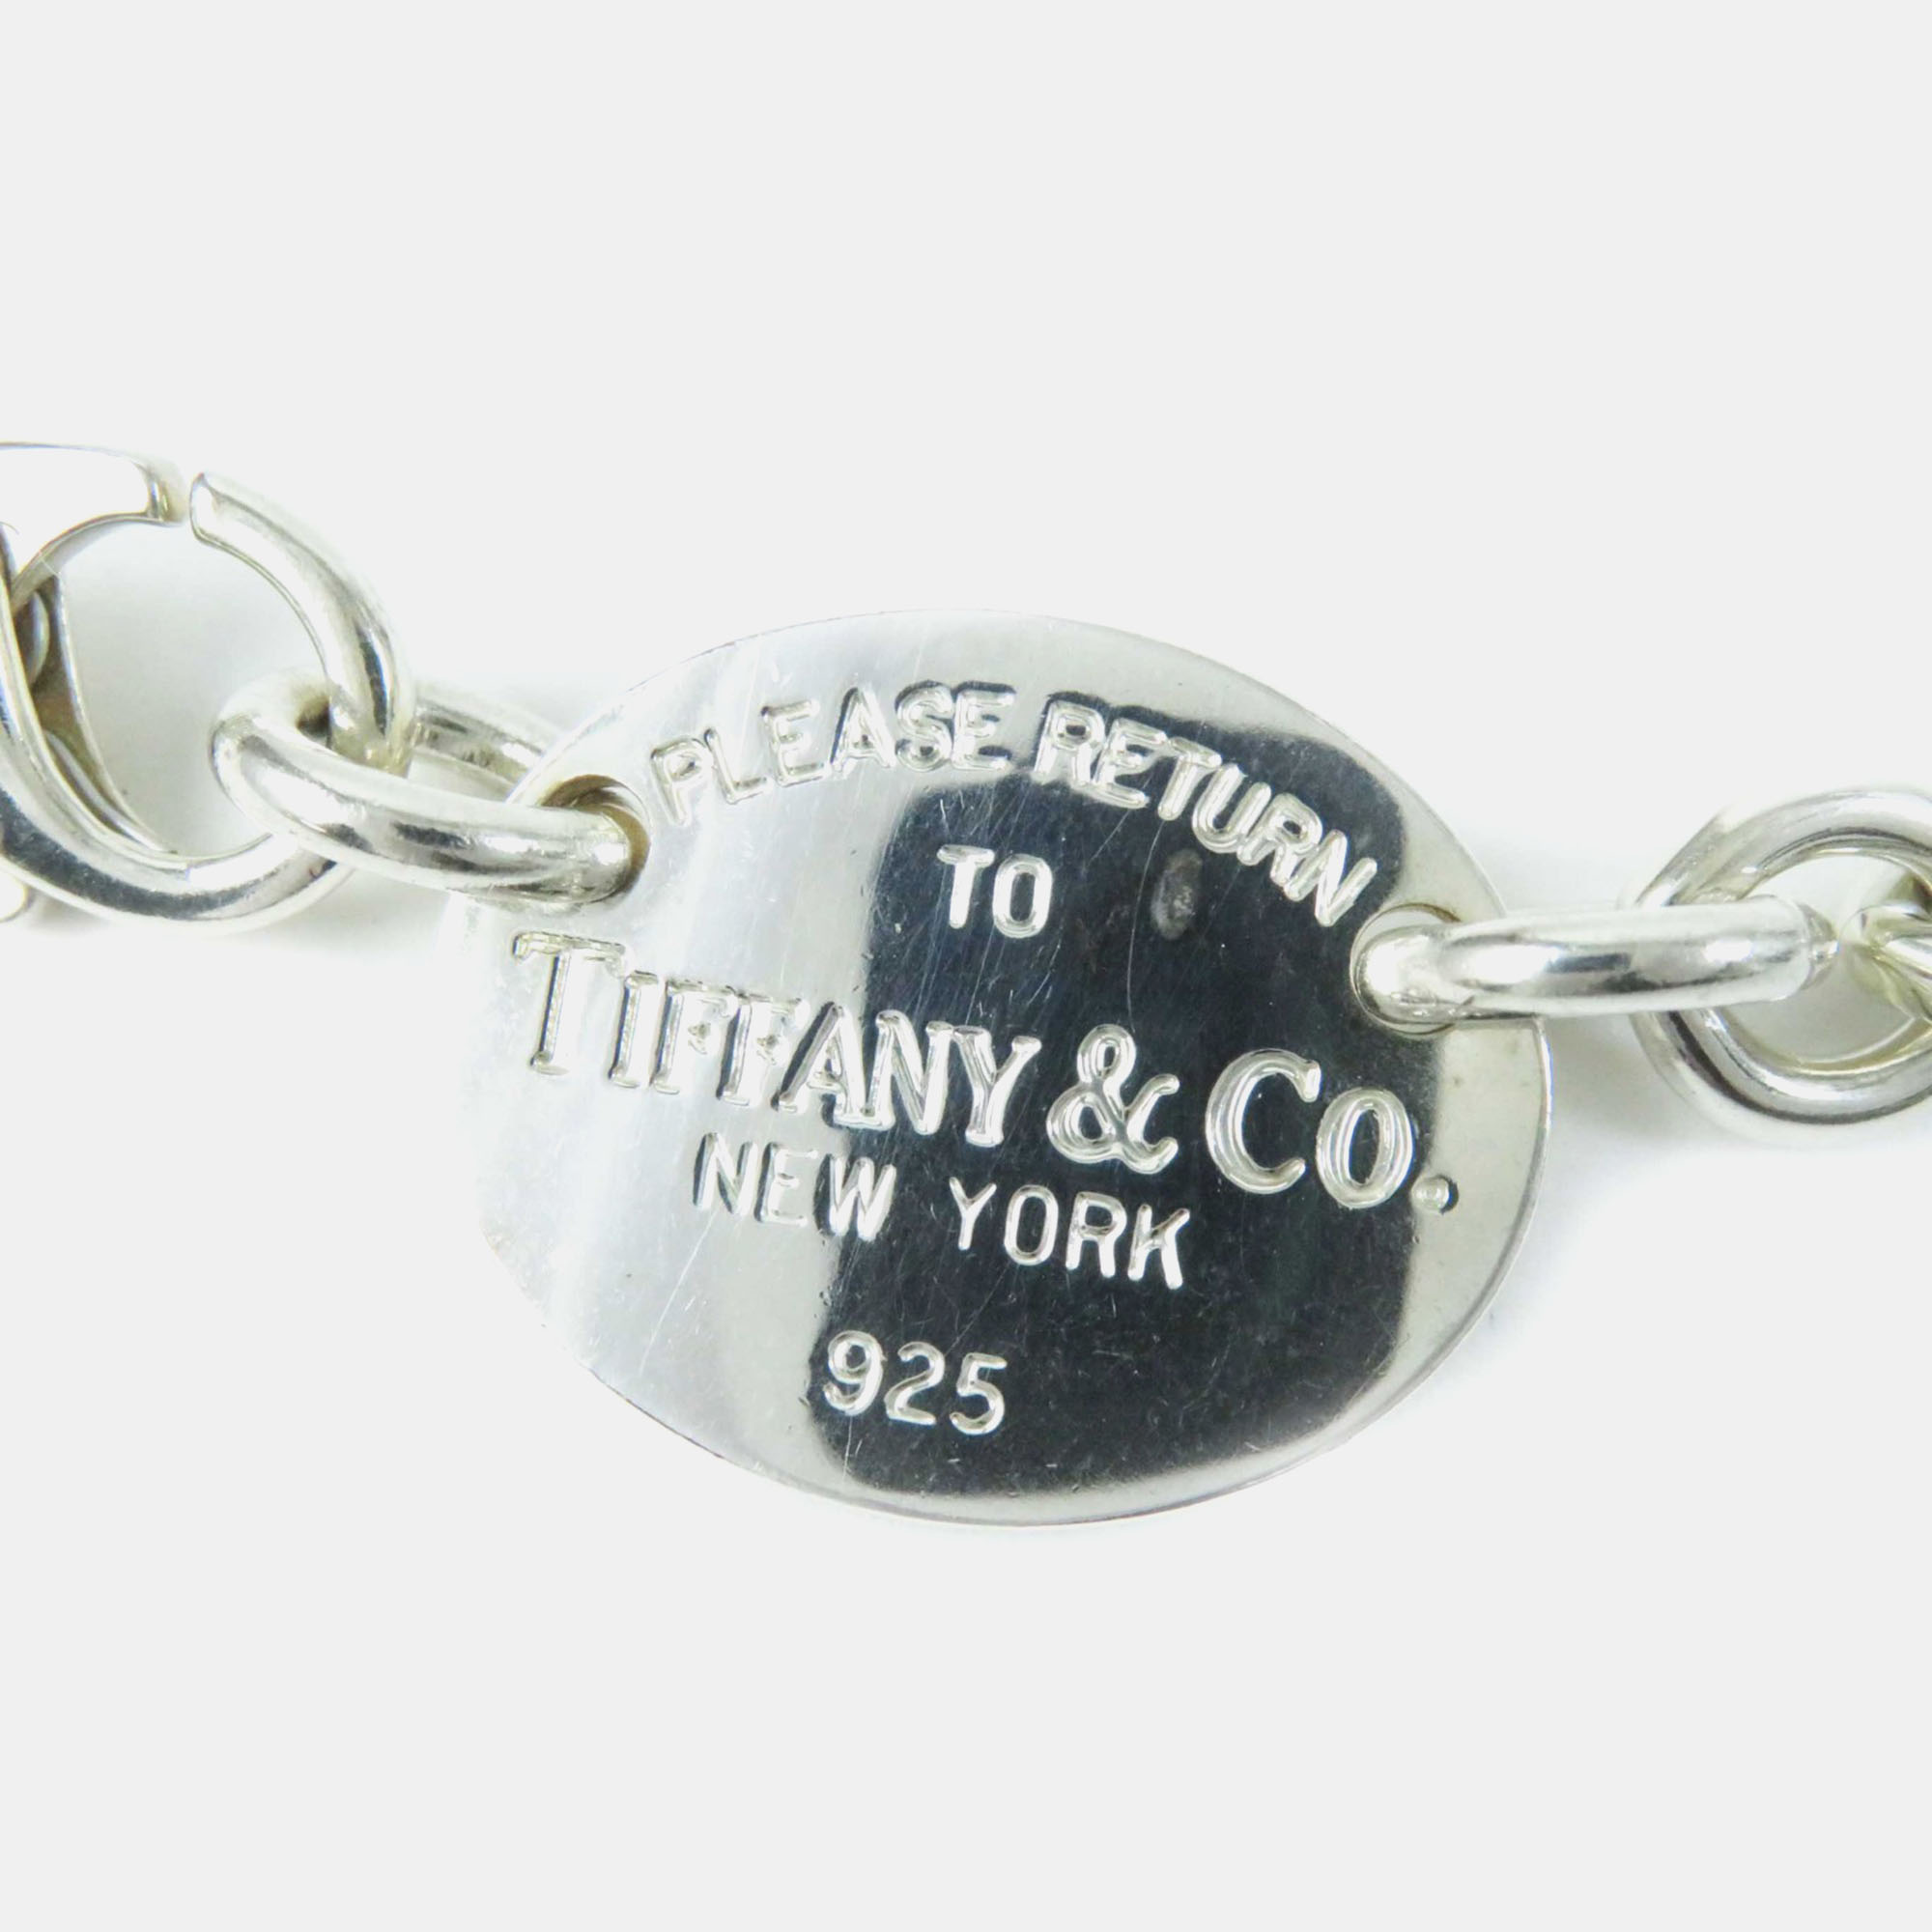 PLEASE RETURN
TO
TIFFANY & CO.
NEW YORK
925